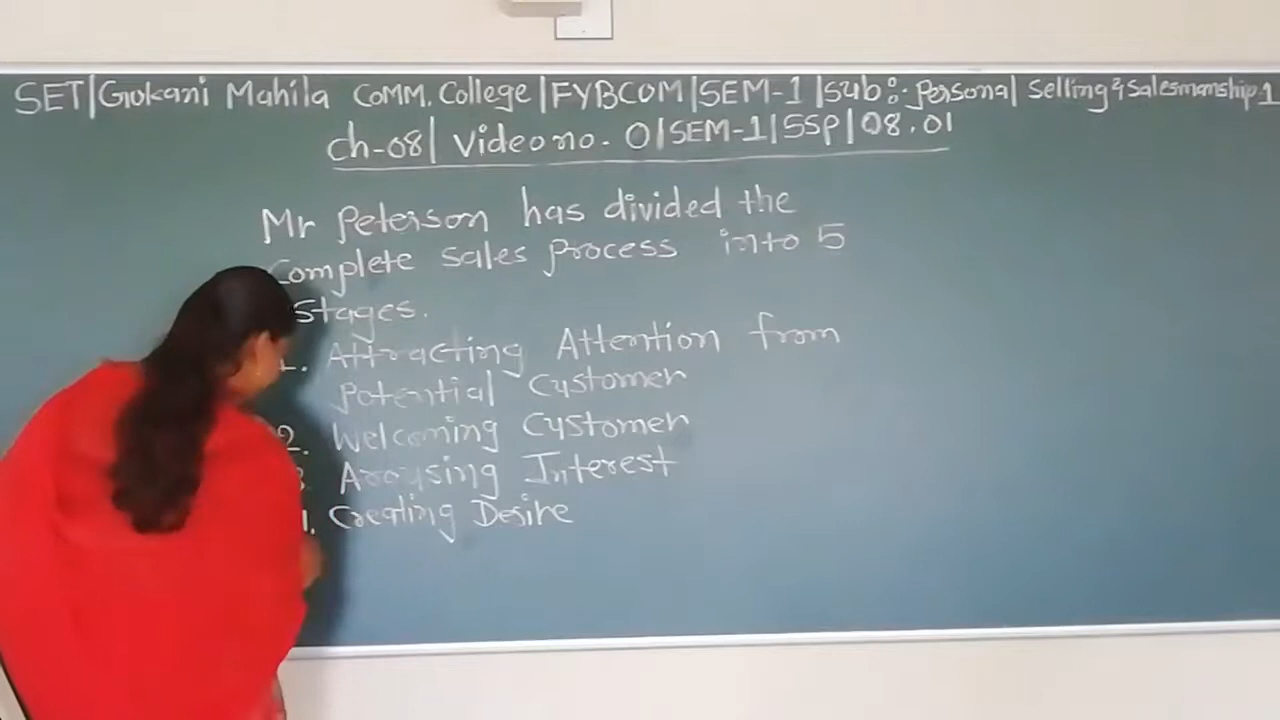 SET|Gokani Mahila Comm. College|FYBCOM|SEM-1|Sub:- Personal Selling & Salesmanship-1
ch-08| Video no. 0|SEM-1|SSP|08.01
Mr Peterson has divided the
Complete sales process into 5
Stages.
1. Attracting Attention from
Potential Customer
2. Welcoming Customer
3 Arousing Interest
Creating Desire